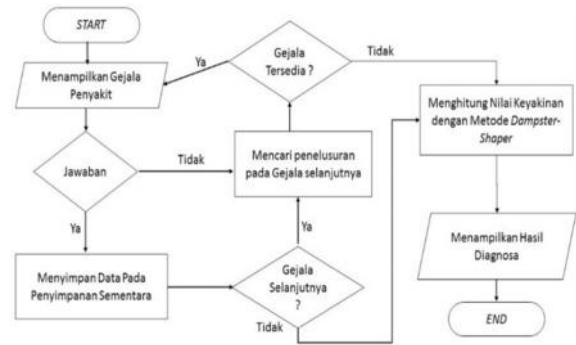 START
Menampilkan Gejala
Penyakit
Jawaban
Ya
Tidak
Menyimpan Data Pada
Penyimpanan Sementara
Gejala
Selanjutnya
?
Ya
Tidak
Mencari penelusuran
pada Gejala selanjutnya
Gejala
Tersedia ?
Ya
Tidak
Menghitung Nilai Keyakinan
dengan Metode Dampster-
Shaper
Menampilkan Hasil
Diagnosa
END